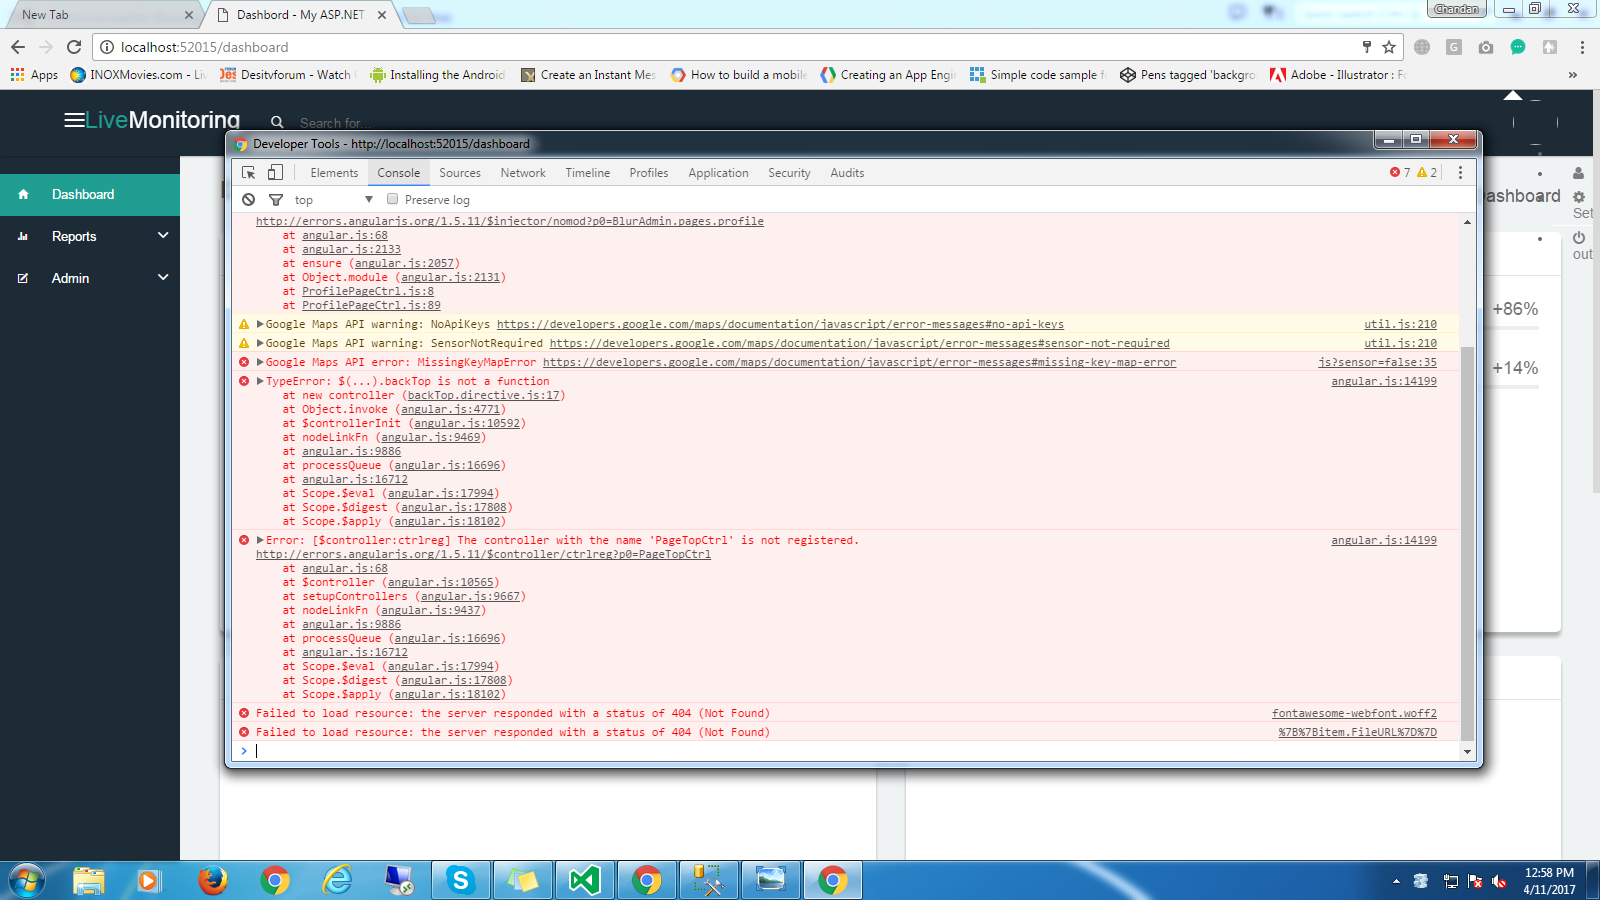 New Tab
Dashbord - My ASP.NET
Chandan
localhost:52015/dashboard
Apps
INOXMovies.com - Li
Desitvforum - Watch
Installing the Android
Create an Instant Mes
How to build a mobile
Creating an App Engi
Simple code sample f
Pens tagged 'backgro
Adobe - Illustrator : Fo
»
LiveMonitoring
Search for...
Developer Tools - http://localhost:52015/dashboard
Elements
Console
Sources
Network
Timeline
Profiles
Application
Security
Audits
7
2
top
Preserve log
http://errors.angularjs.org/1.5.11/$injector/nomod?p0=BlurAdmin.pages.profile
at angular.js:68
at angular.js:2133
at ensure (angular.js:2057)
at Object.module (angular.js:2131)
at ProfilePageCtrl.js:8
at ProfilePageCtrl.js:89
Google Maps API warning: NoApiKeys https://developers.google.com/maps/documentation/javascript/error-messages#no-api-keys util.js:210
Google Maps API warning: SensorNotRequired https://developers.google.com/maps/documentation/javascript/error-messages#sensor-not-required util.js:210
Google Maps API error: MissingKeyMapError https://developers.google.com/maps/documentation/javascript/error-messages#missing-key-map-error js?sensor=false:35
TypeError: $(...).backTop is not a function angular.js:14199
at new controller (backTop.directive.js:17)
at Object.invoke (angular.js:4771)
at $controllerInit (angular.js:10592)
at nodeLinkFn (angular.js:9469)
at angular.js:9886
at processQueue (angular.js:16696)
at angular.js:16712
at Scope.$eval (angular.js:17994)
at Scope.$digest (angular.js:17808)
at Scope.$apply (angular.js:18102)
Error: [$controller:ctrlreg] The controller with the name 'PageTopCtrl' is not registered. angular.js:14199
http://errors.angularjs.org/1.5.11/$controller/ctrlreg?p0=PageTopCtrl
at angular.js:68
at $controller (angular.js:10565)
at setupControllers (angular.js:9667)
at nodeLinkFn (angular.js:9437)
at angular.js:9886
at processQueue (angular.js:16696)
at angular.js:16712
at Scope.$eval (angular.js:17994)
at Scope.$digest (angular.js:17808)
at Scope.$apply (angular.js:18102)
Failed to load resource: the server responded with a status of 404 (Not Found) fontawesome-webfont.woff2
Failed to load resource: the server responded with a status of 404 (Not Found) %7B%7Bitem.FileURL%7D%7D
Dashboard
Reports
Admin
ashboard
Set
out
+86%
+14%
12:58 PM
4/11/2017